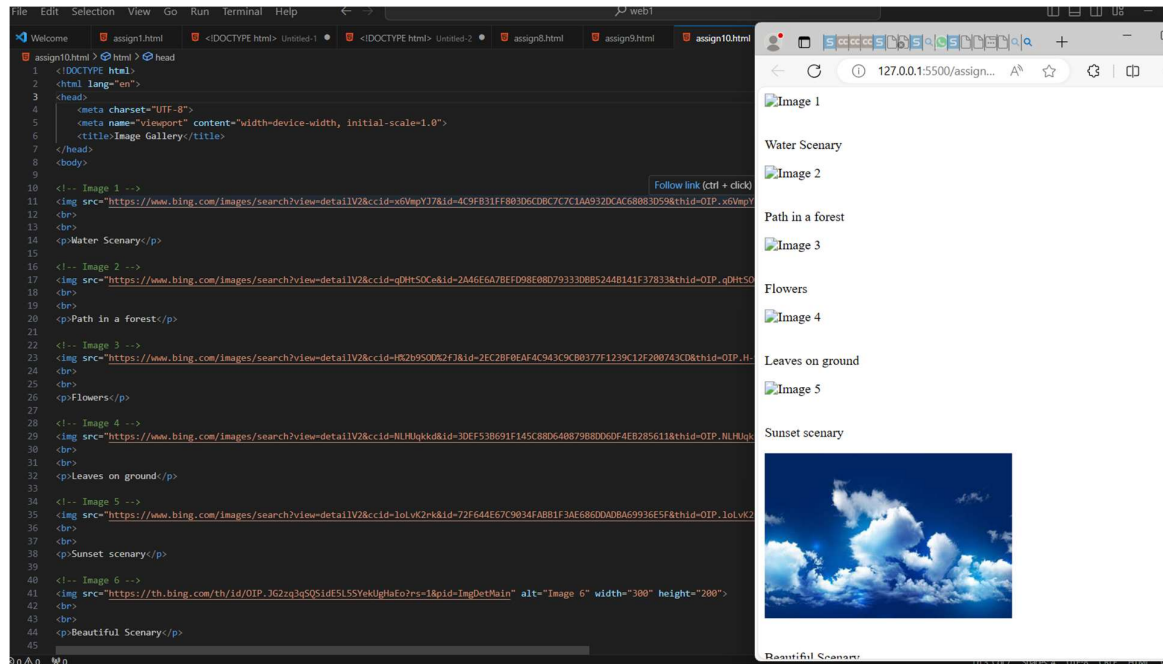 File Edit Selection View Go Run Terminal Help
web1
Welcome
assign1.html
<!DOCTYPE html> Untitled-1
<!DOCTYPE html> Untitled-2
assign8.html
assign9.html
assign10.html
assign10.html > html > head
1 <!DOCTYPE html>
2 <html lang="en">
3 <head>
4 <meta charset="UTF-8">
5 <meta name="viewport" content="width=device-width, initial-scale=1.0">
6 <title>Image Gallery</title>
7 </head>
8 <body>
9
10 <!-- Image 1 -->
Follow link (ctrl + click)
11 <img src="https://www.bing.com/images/search?view=detailV2&ccid=x6VmpYJ7&id=4C9FB31FF803D6CDBC7C7C1AA932DCAC68083D59&thid=OIP.x6VmpY
12 <br>
13 <br>
14 <p>Water Scenary</p>
15
16 <!-- Image 2 -->
17 <img src="https://www.bing.com/images/search?view=detailV2&ccid=qDHtSOCe&id=2A46E6A7BEFD98E08D79333DBB5244B141F37833&thid=OIP.qDHtSO
18 <br>
19 <br>
20 <p>Path in a forest</p>
21
22 <!-- Image 3 -->
23 <img src="https://www.bing.com/images/search?view=detailV2&ccid=H%2b9SOD%2fJ&id=2EC2BF0EAF4C943C9CB0377F1239C12F200743CD&thid=OIP.H-
24 <br>
25 <br>
26 <p>Flowers</p>
27
28 <!-- Image 4 -->
29 <img src="https://www.bing.com/images/search?view=detailV2&ccid=NLHUqkkd&id=3DEF53B691F145C88D640879B8DD6DF4EB285611&thid=OIP.NLHUqk
30 <br>
31 <br>
32 <p>Leaves on ground</p>
33
34 <!-- Image 5 -->
35 <img src="https://www.bing.com/images/search?view=detailV2&ccid=loLvK2rk&id=72F644E67C9034FABB1F3AE686DDADBA69936E5F&thid=OIP.loLvK2
36 <br>
37 <br>
38 <p>Sunset scenary</p>
39
40 <!-- Image 6 -->
41 <img src="https://th.bing.com/th/id/OIP.JG2zq3qSQSidE5L5SYekUgHaEo?rs=1&pid=ImgDetMain" alt="Image 6" width="300" height="200">
42 <br>
43 <br>
44 <p>Beautiful Scenary</p>
45
127.0.0.1:5500/assign...
Image 1
Water Scenary
Image 2
Path in a forest
Image 3
Flowers
Image 4
Leaves on ground
Image 5
Sunset scenary
Beautiful Scenary